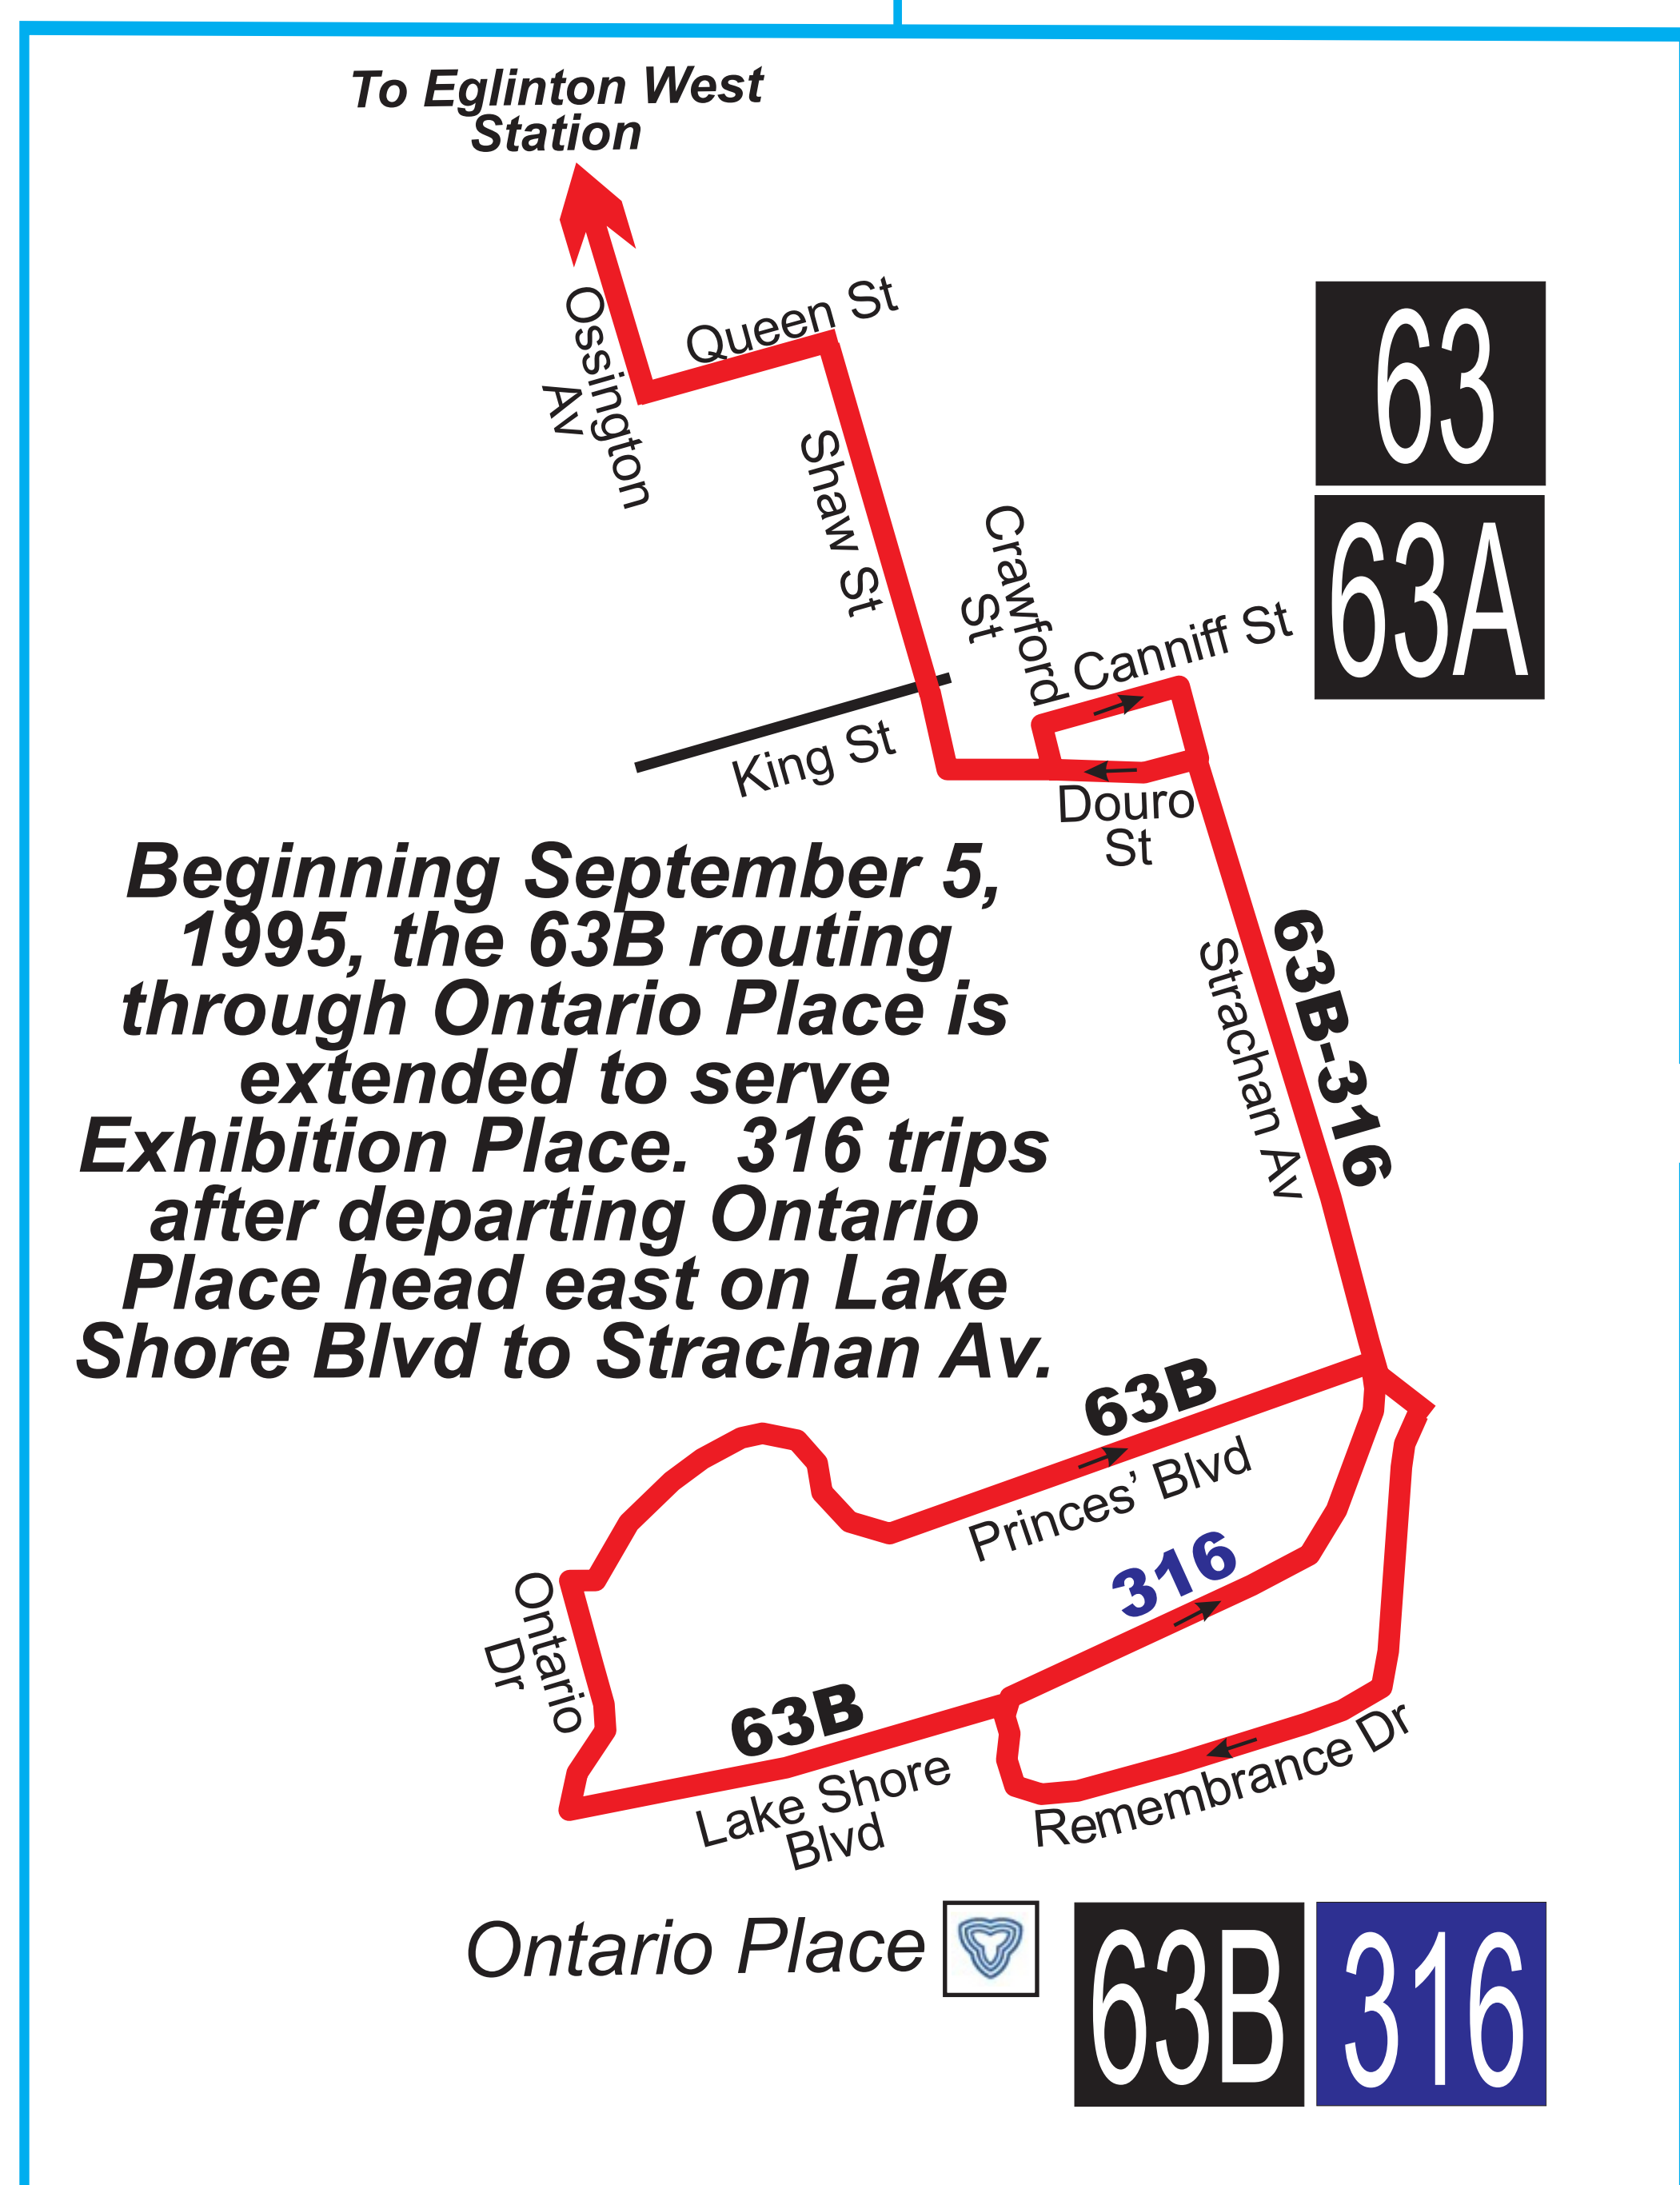 To Eglinton West
Station
Queen St
Ossington
Av
Shaw St
63
63A
Crawford
St
Canniff St
King St
Douro
St
Beginning September 5,
1995, the 63B routing
through Ontario Place is
extended to serve
Exhibition Place.  316 trips
after departing Ontario
Place head east on Lake
Shore Blvd to Strachan Av.
63B-316
Strachan Av
63B
Princes’ Blvd
316
Ontario
Dr
63B
Lake Shore
Blvd
Remembrance Dr
Ontario Place
63B
316